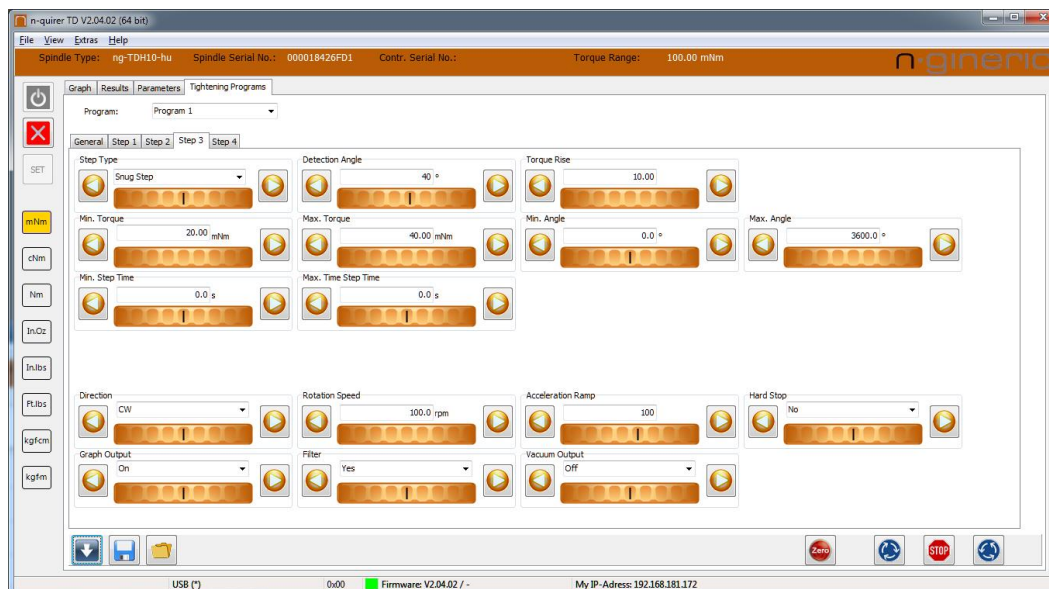 n-quirer TD V2.04.02 (64 bit)
File View Extras Help
Spindle Type: ng-TDH10-hu Spindle Serial No.: 000018426FD1 Contr. Serial No.: Torque Range: 100.00 mNm n-gineric
Graph Results Parameters Tightening Programs
Program: Program 1
General Step 1 Step 2 Step 3 Step 4
SET
mNm
cNm
Nm
In.Oz
In.lbs
Ft.lbs
kgfcm
kgfm
Step Type Detection Angle Torque Rise
Snug Step 40 ° 10.00
Min. Torque Max. Torque Min. Angle Max. Angle
20.00 mNm 40.00 mNm 0.0 ° 3600.0 °
Min. Step Time Max. Time Step Time
0.0 s 0.0 s
Direction Rotation Speed Acceleration Ramp Hard Stop
CW 100.0 rpm 100 No
Graph Output Filter Vacuum Output
On Yes Off
Zero STOP
USB (*) 0x00 Firmware: V2.04.02 / - My IP-Adress: 192.168.181.172